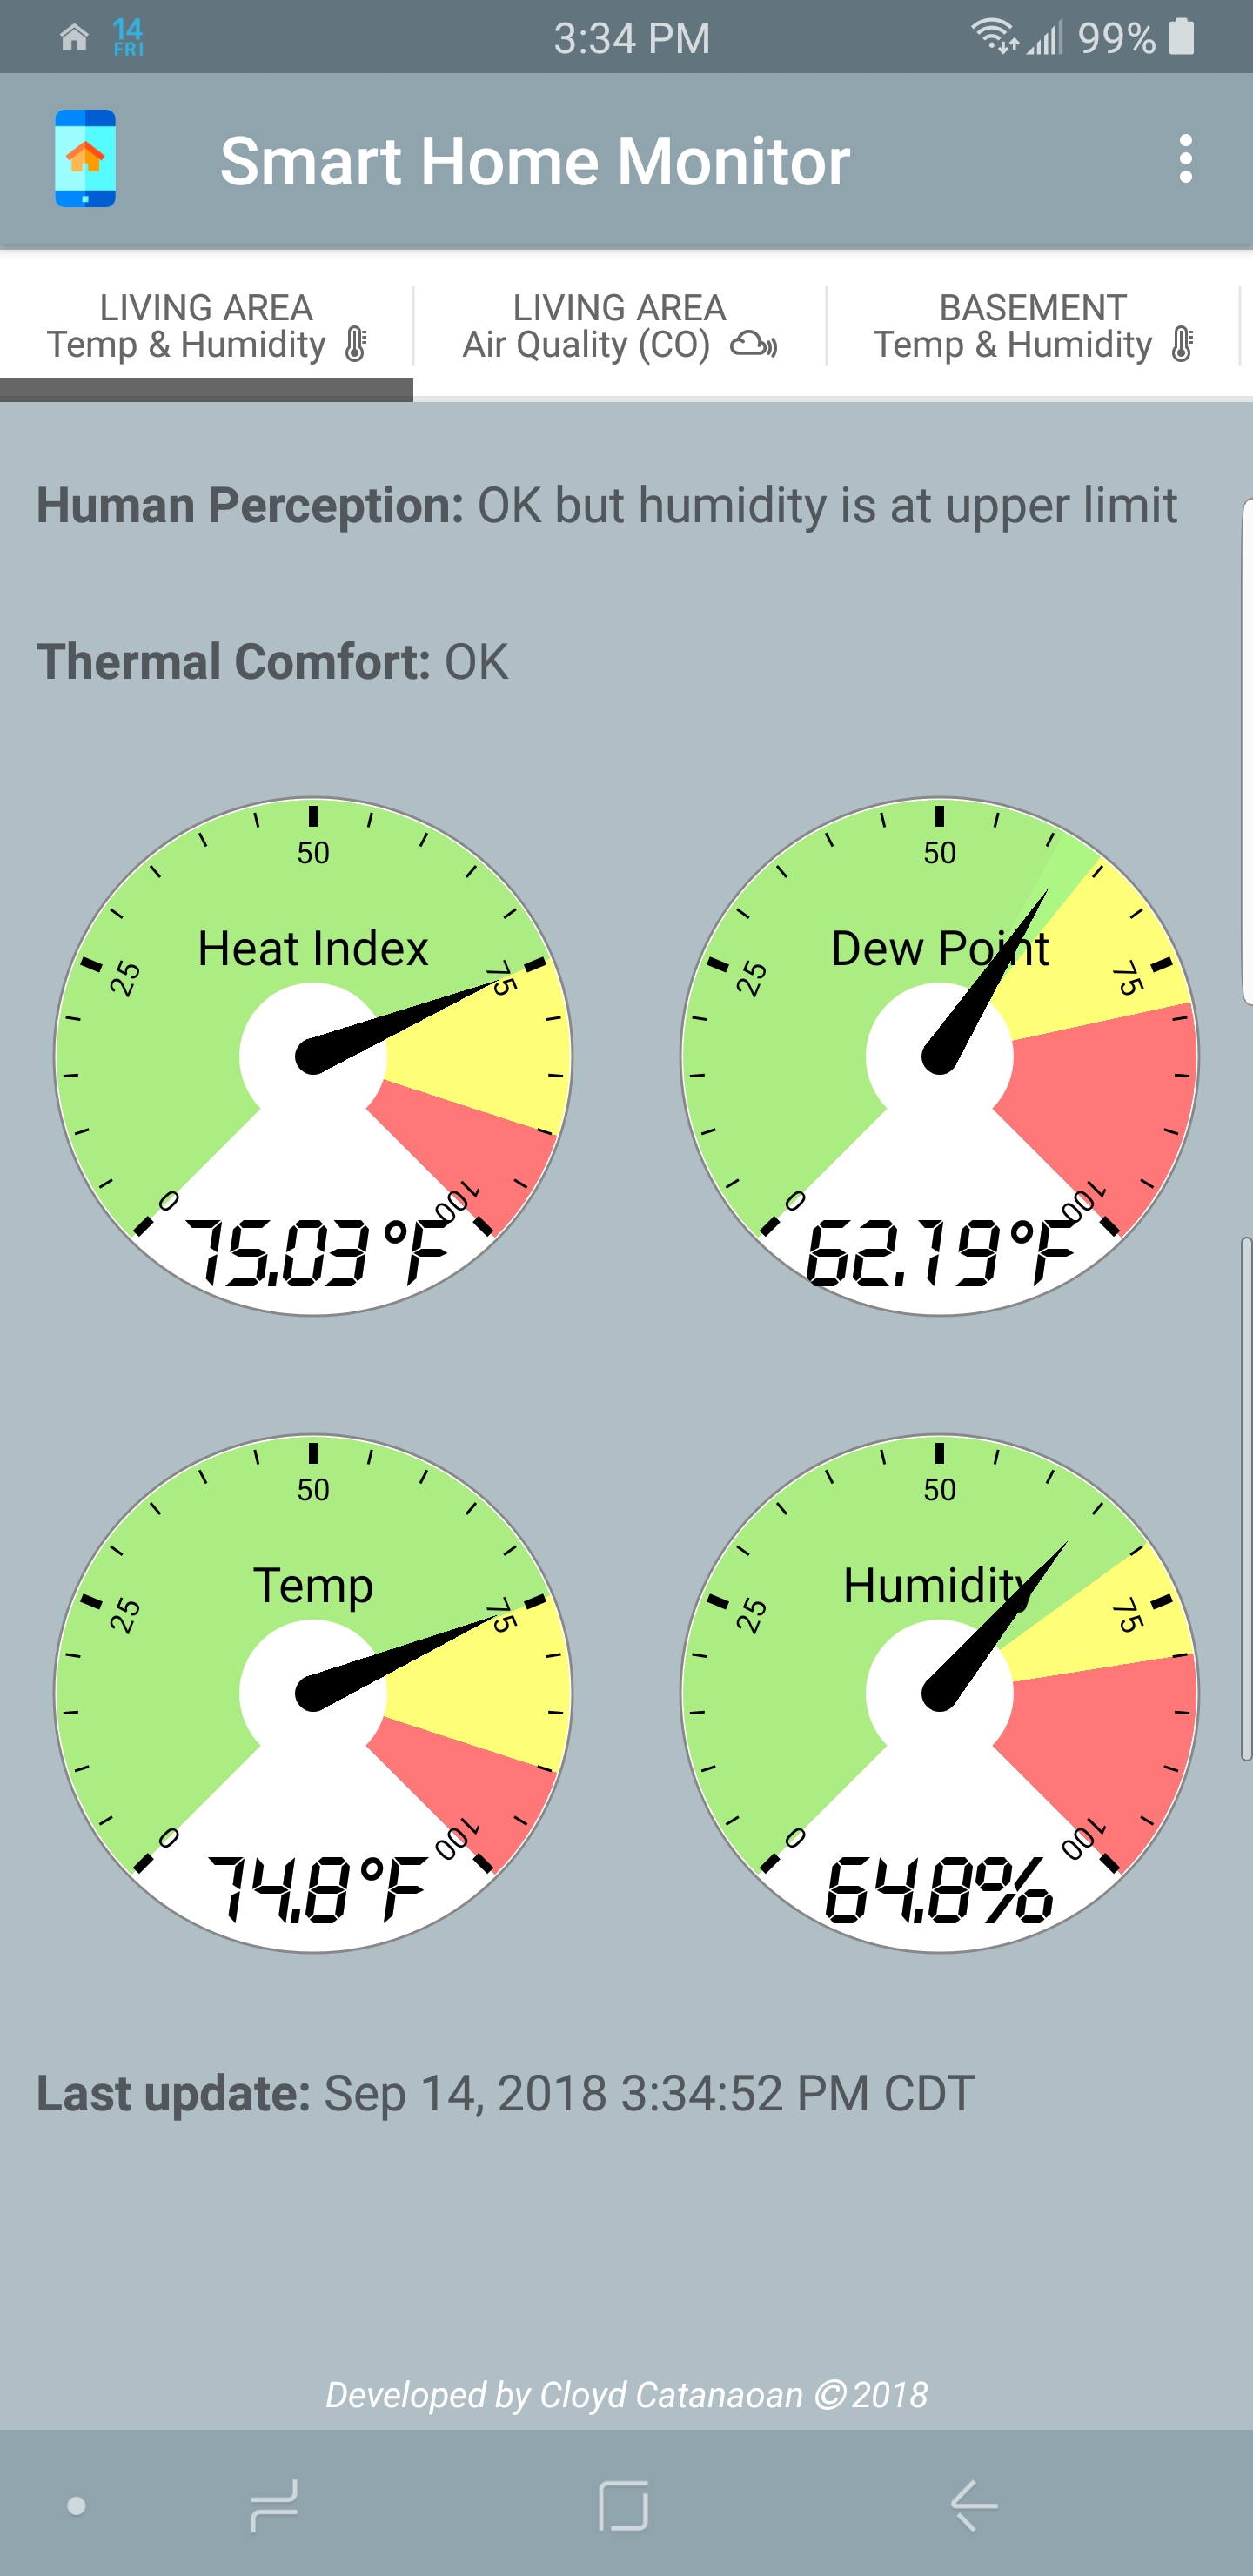 14
FRI
3:34 PM
99%
Smart Home Monitor
LIVING AREA
Temp & Humidity
LIVING AREA
Air Quality (CO)
BASEMENT
Temp & Humidity
Human Perception: OK but humidity is at upper limit
Thermal Comfort: OK
0
25
50
75
100
Heat Index
75.03°F
0
25
50
75
100
Dew Point
62.19°F
0
25
50
75
100
Temp
74.8°F
0
25
50
75
100
Humidity
64.8%
Last update: Sep 14, 2018 3:34:52 PM CDT
Developed by Cloyd Catanaoan © 2018